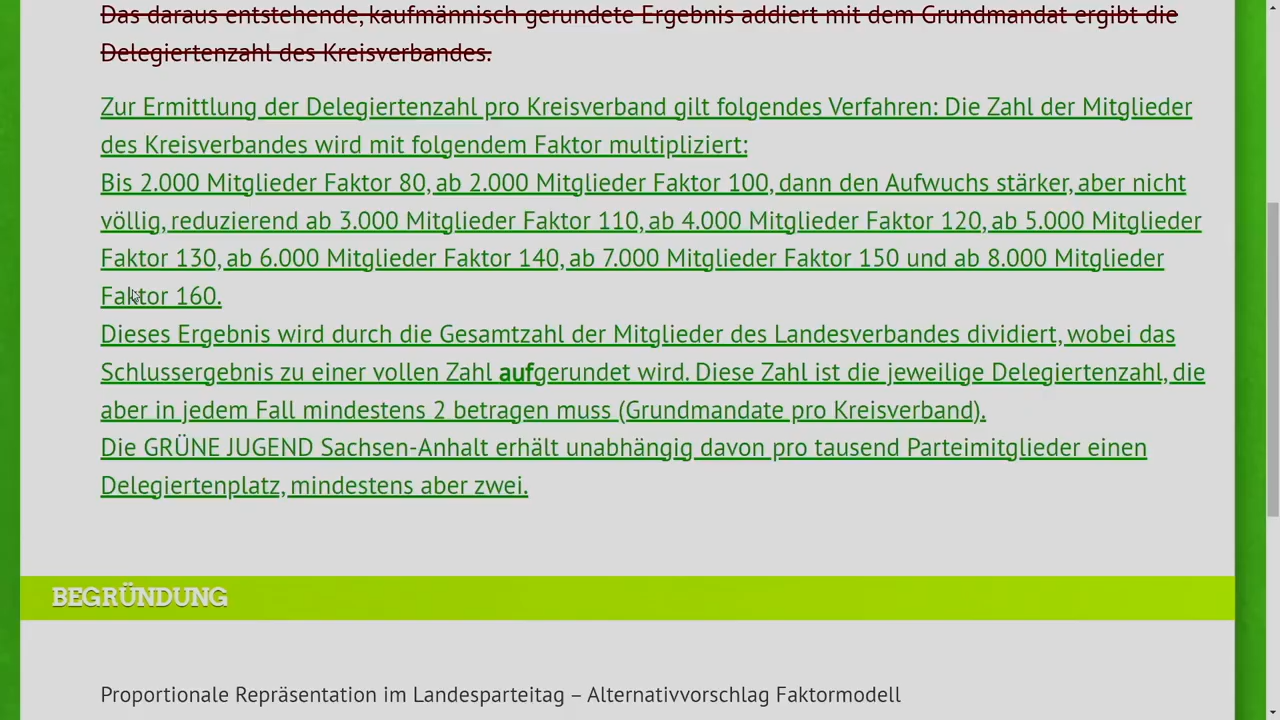 Das daraus entstehende, kaufmännisch gerundete Ergebnis addiert mit dem Grundmandat ergibt die
Delegiertenzahl des Kreisverbandes.
Zur Ermittlung der Delegiertenzahl pro Kreisverband gilt folgendes Verfahren: Die Zahl der Mitglieder
des Kreisverbandes wird mit folgendem Faktor multipliziert:
Bis 2.000 Mitglieder Faktor 80, ab 2.000 Mitglieder Faktor 100, dann den Aufwuchs stärker, aber nicht
völlig, reduzierend ab 3.000 Mitglieder Faktor 110, ab 4.000 Mitglieder Faktor 120, ab 5.000 Mitglieder
Faktor 130, ab 6.000 Mitglieder Faktor 140, ab 7.000 Mitglieder Faktor 150 und ab 8.000 Mitglieder
Faktor 160.
Dieses Ergebnis wird durch die Gesamtzahl der Mitglieder des Landesverbandes dividiert, wobei das
Schlussergebnis zu einer vollen Zahl aufgerundet wird. Diese Zahl ist die jeweilige Delegiertenzahl, die
aber in jedem Fall mindestens 2 betragen muss (Grundmandate pro Kreisverband).
Die GRÜNE JUGEND Sachsen-Anhalt erhält unabhängig davon pro tausend Parteimitglieder einen
Delegiertenplatz, mindestens aber zwei.
BEGRÜNDUNG
Proportionale Repräsentation im Landesparteitag – Alternativvorschlag Faktormodell